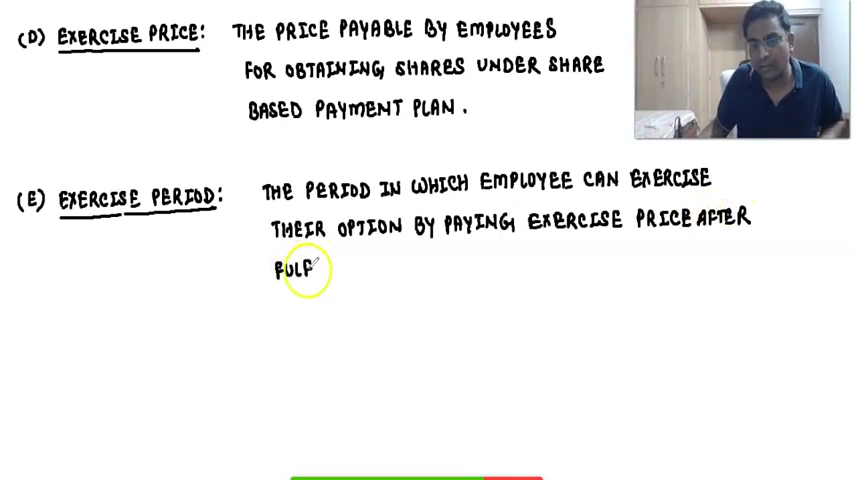 (D) EXERCISE PRICE: THE PRICE PAYABLE BY EMPLOYEES
FOR OBTAINING SHARES UNDER SHARE
BASED PAYMENT PLAN.
(E) EXERCISE PERIOD: THE PERIOD IN WHICH EMPLOYEE CAN EXERCISE
THEIR OPTION BY PAYING EXERCISE PRICE AFTER
FULF